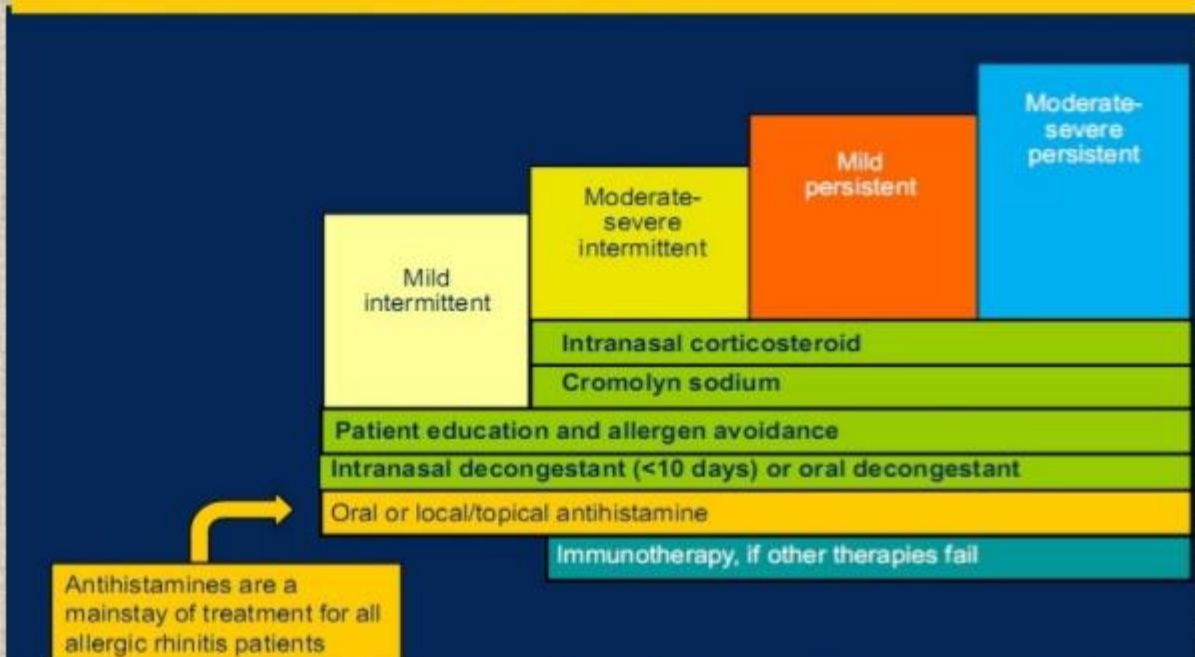 Moderate-
severe
persistent
Mild
persistent
Moderate-
severe
intermittent
Mild
intermittent
Intranasal corticosteroid
Cromolyn sodium
Patient education and allergen avoidance
Intranasal decongestant (<10 days) or oral decongestant
Oral or local/topical antihistamine
Immunotherapy, if other therapies fail
Antihistamines are a
mainstay of treatment for all
allergic rhinitis patients